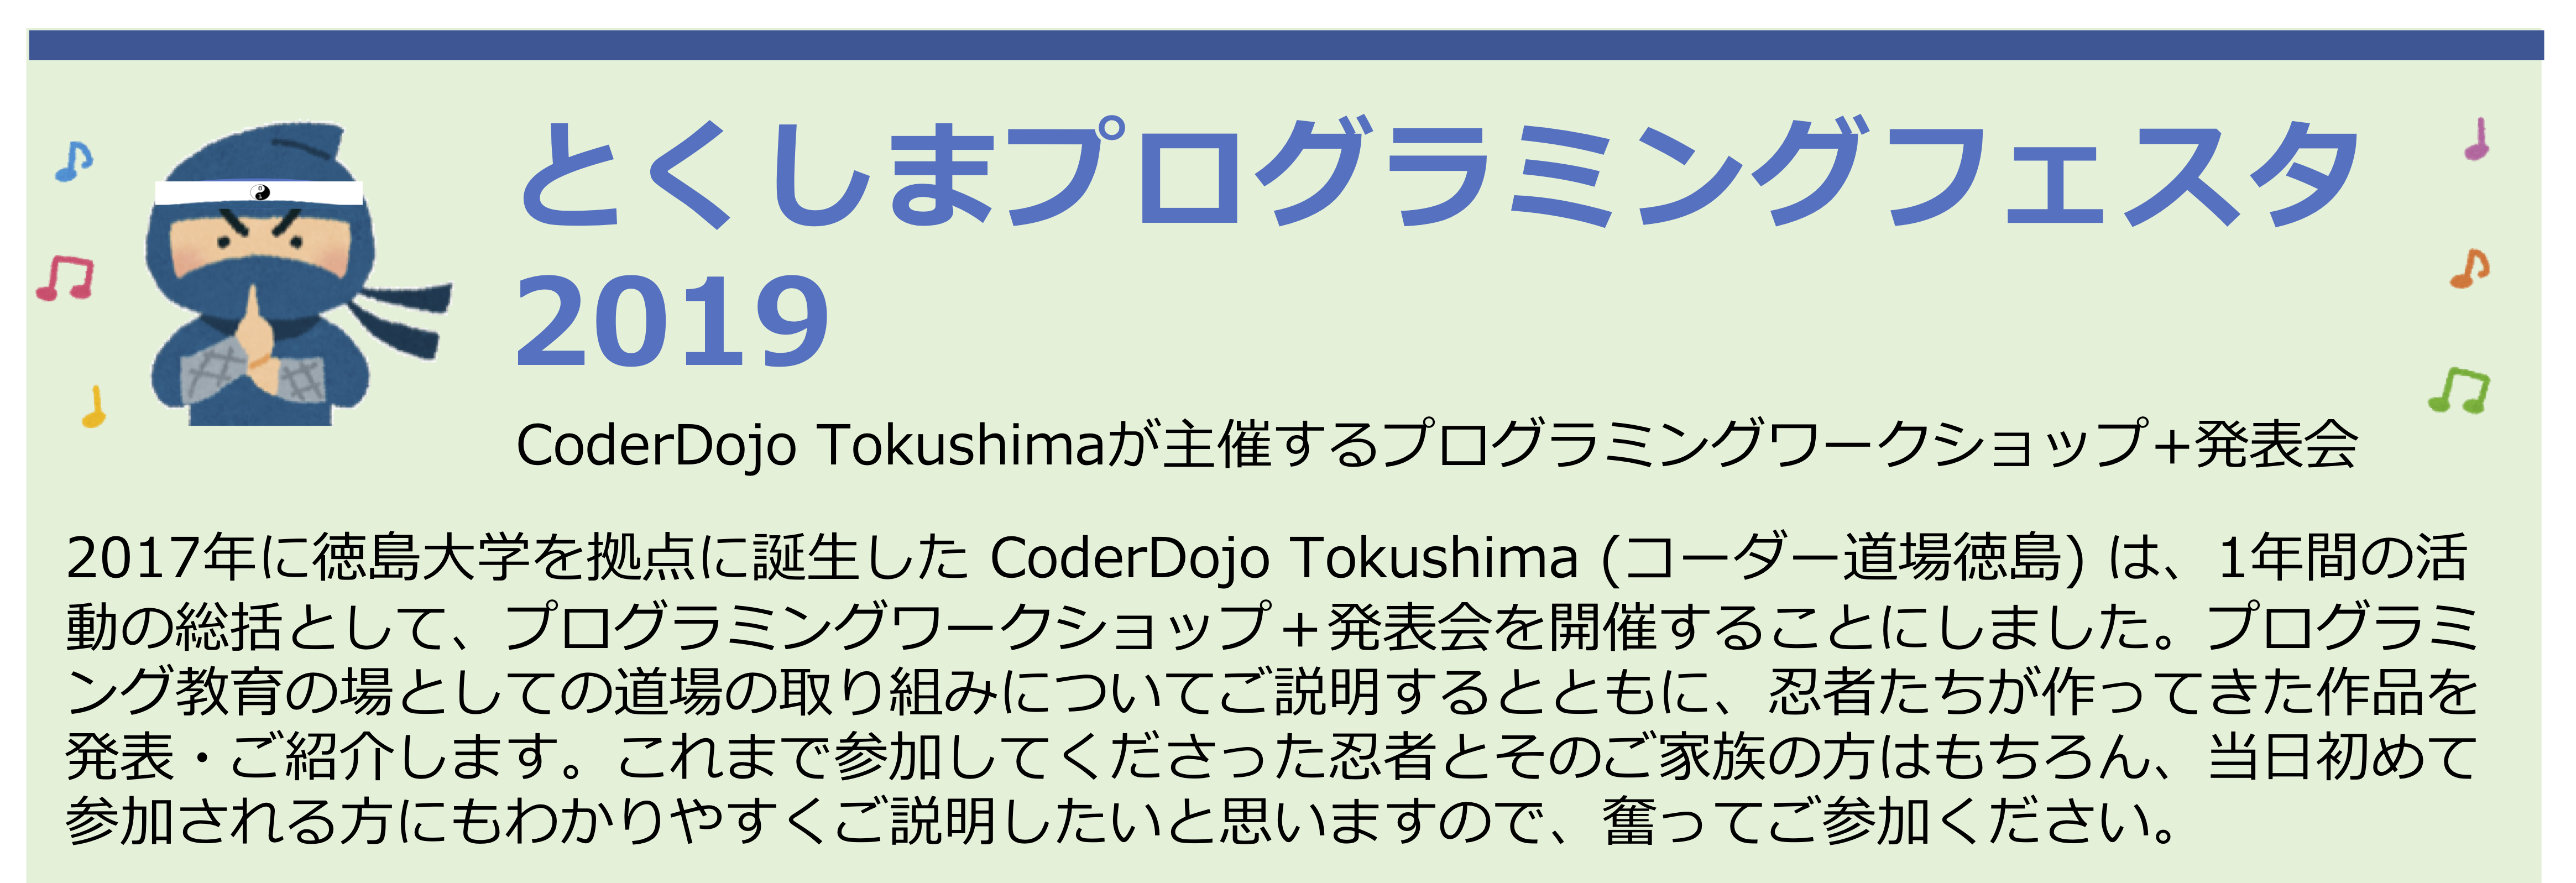 とくしまプログラミングフェスタ
2019
CoderDojo Tokushimaが主催するプログラミングワークショップ+発表会
2017年に徳島大学を拠点に誕生した CoderDojo Tokushima (コーダー道場徳島) は、1年間の活
動の総括として、プログラミングワークショップ＋発表会を開催することにしました。プログラミ
ング教育の場としての道場の取り組みについてご説明するとともに、忍者たちが作ってきた作品を
発表・ご紹介します。これまで参加してくださった忍者とそのご家族の方はもちろん、当日初めて
参加される方にもわかりやすくご説明したいと思いますので、奮ってご参加ください。